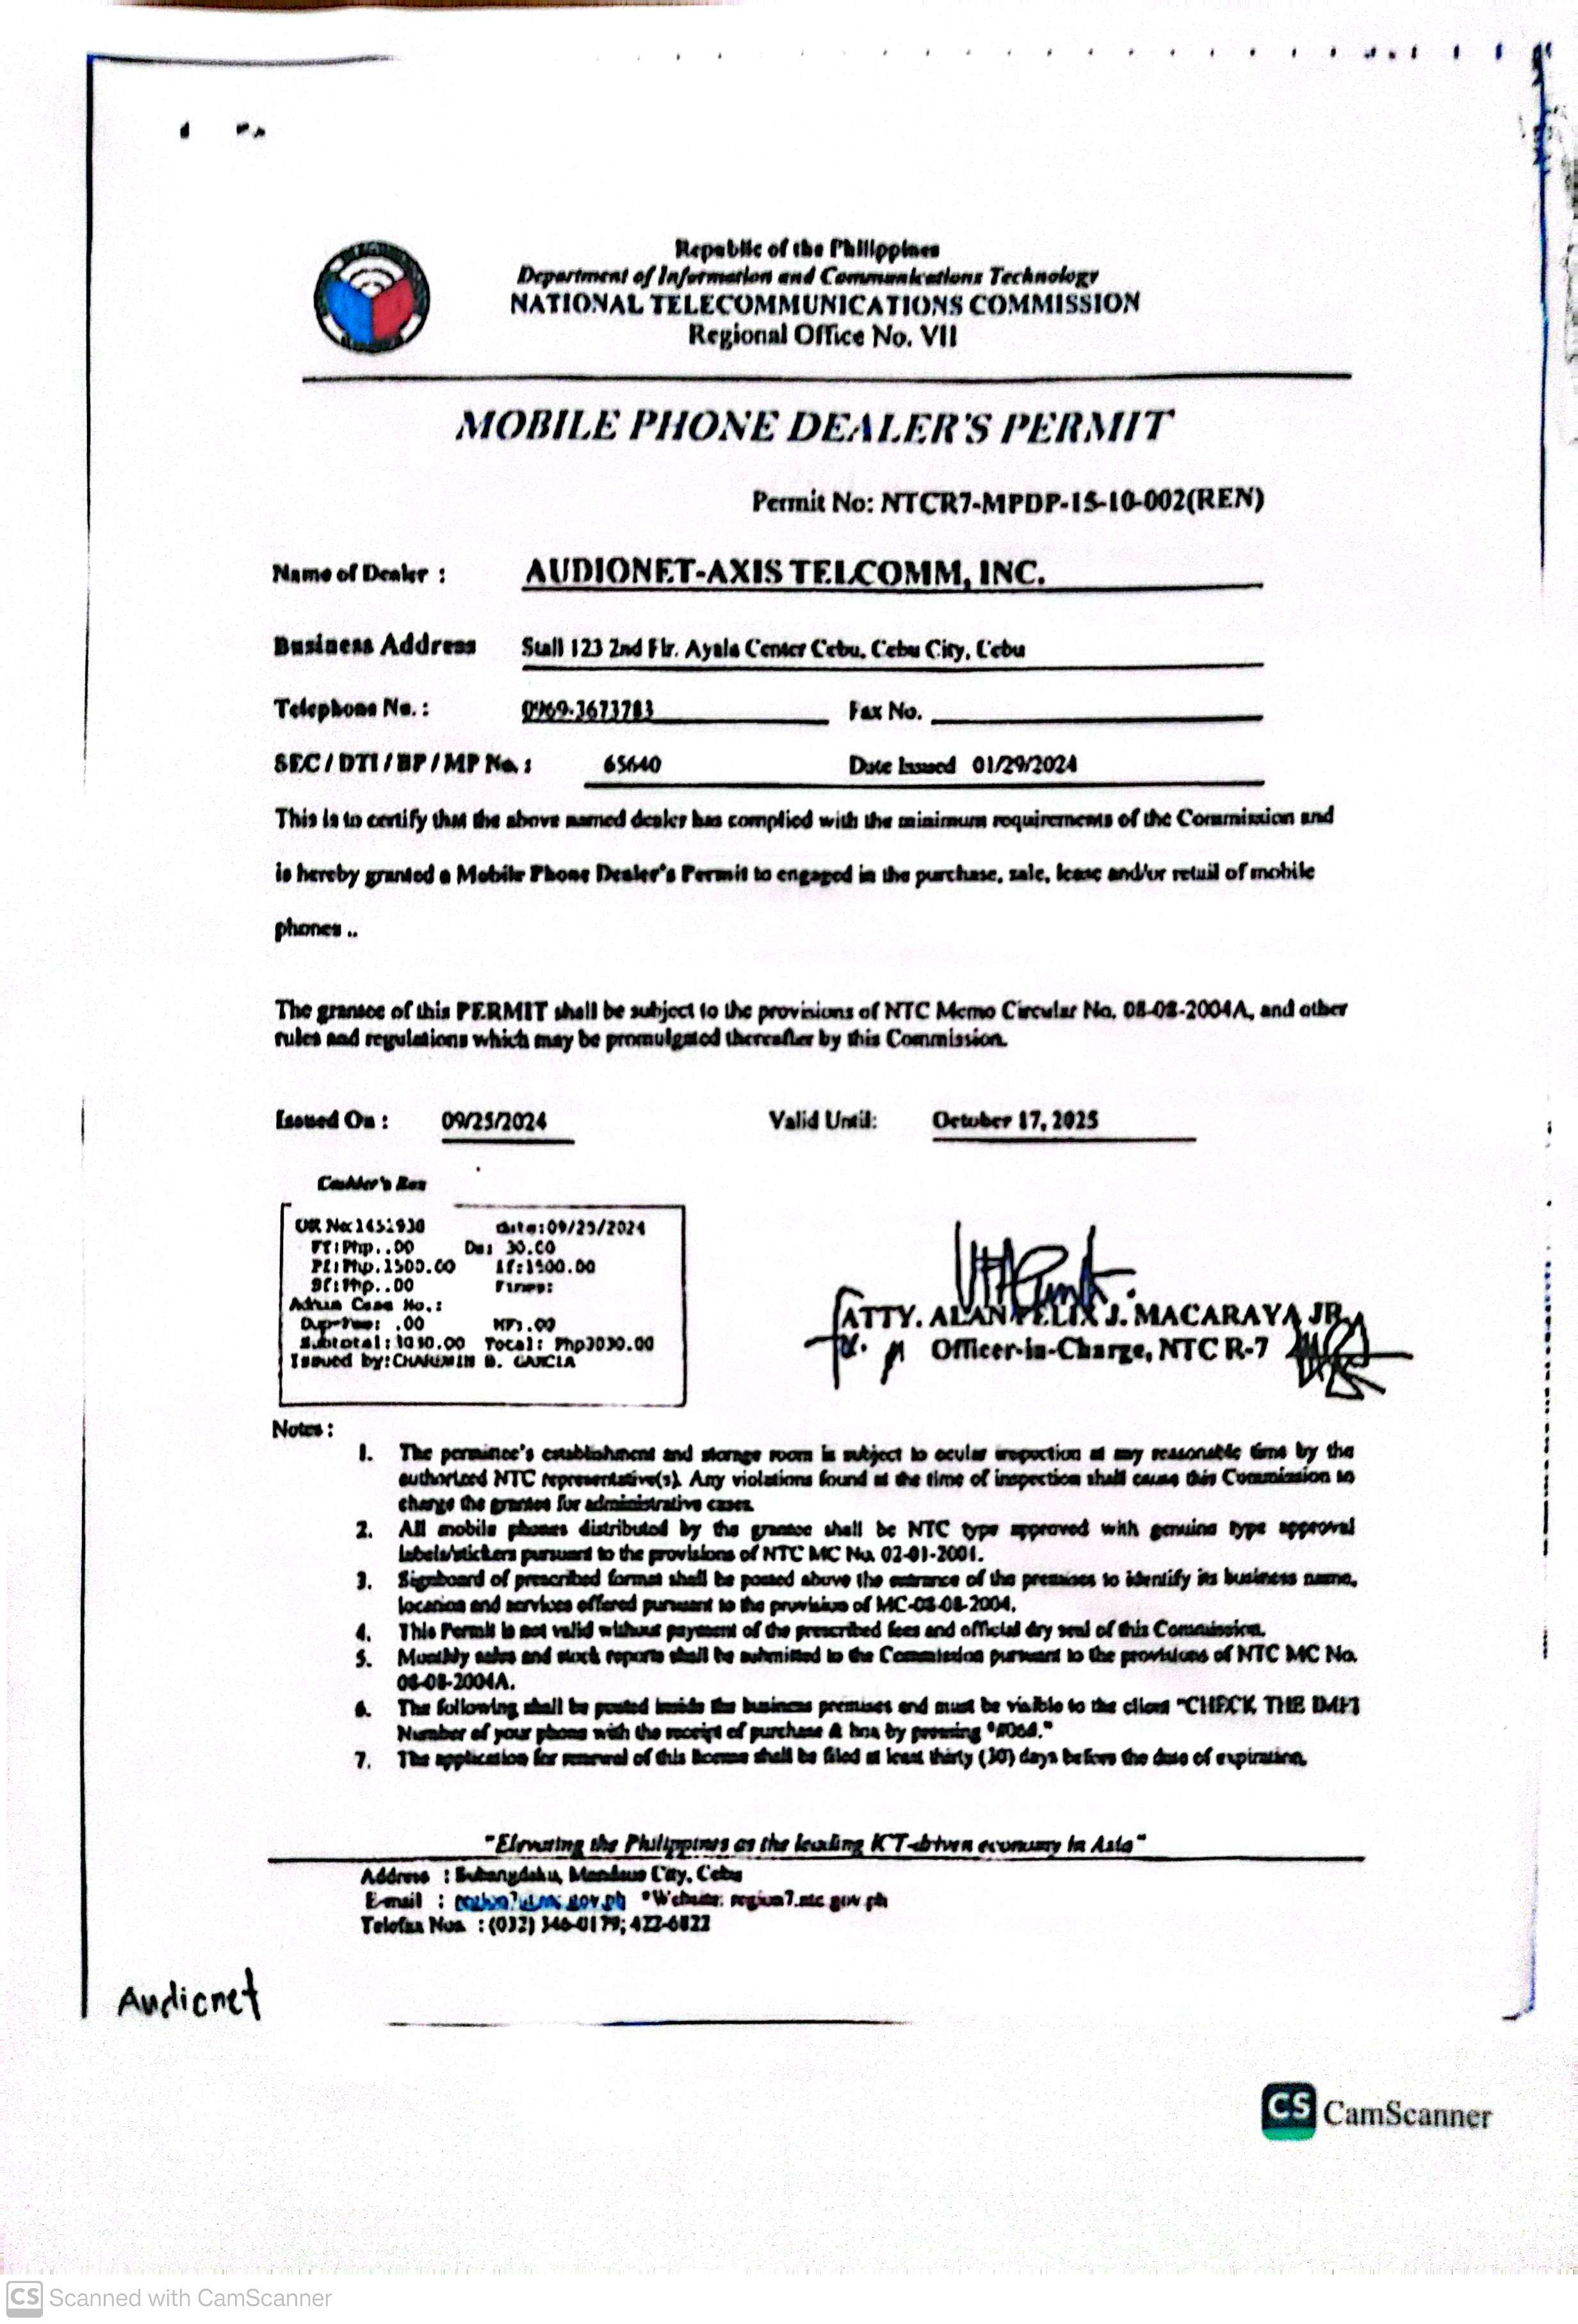 Republic of the Philippines
Department of Information and Communications Technology
NATIONAL TELECOMMUNICATIONS COMMISSION
Regional Office No. VII
MOBILE PHONE DEALER'S PERMIT
Permit No: NTCR7-MPDP-15-10-002(REN)
Name of Dealer : AUDIONET-AXIS TELCOMM, INC.
Business Address Stall 123 2nd Flr. Ayala Center Cebu, Cebu City, Cebu
Telephone No. : 0969-3673783 Fax No.
SEC / DTI / BP / MP No. : 65640 Date Issued 01/29/2024
This is to certify that the above named dealer has complied with the minimum requirements of the Commission and
is hereby granted a Mobile Phone Dealer's Permit to engaged in the purchase, sale, lease and/or retail of mobile
phones ..
The grantee of this PERMIT shall be subject to the provisions of NTC Memo Circular No. 08-08-2004A, and other
rules and regulations which may be promulgated thereafter by this Commission.
Issued On : 09/25/2024 Valid Until: October 17, 2025
Cashier's Box
OR No: 1451930 date:09/25/2024
FF:Php..00 Ds: 30.00
PF:Php.1500.00 lf:1500.00
Sf:Php..00 Fines:
Admin Case No.:
Dup-Fee: .00 MF:.00
Subtotal:3030.00 Total: Php3030.00
Issued by:CHARMAIN B. GARCIA
ATTY. ALAN FELIX J. MACARAYA JR.
Officer-in-Charge, NTC R-7
Notes :
1. The permittee's establishment and storage room is subject to ocular inspection at any reasonable time by the
authorized NTC representative(s). Any violations found at the time of inspection shall cause this Commission to
charge the grantee for administrative cases.
2. All mobile phones distributed by the grantee shall be NTC type approved with genuine type approval
labels/stickers pursuant to the provisions of NTC MC No. 02-01-2001.
3. Signboard of prescribed format shall be posted above the entrance of the premises to identify its business name,
location and services offered pursuant to the provision of MC-08-08-2004.
4. This Permit is not valid without payment of the prescribed fees and official dry seal of this Commission.
5. Monthly sales and stock reports shall be submitted to the Commission pursuant to the provisions of NTC MC No.
08-08-2004A.
6. The following shall be posted inside the business premises and must be visible to the client "CHECK THE IMEI
Number of your phone with the receipt of purchase & box by pressing *#06#."
7. The application for renewal of this license shall be filed at least thirty (30) days before the date of expiration.
"Elevating the Philippines as the leading ICT-driven economy in Asia"
Address : Subangdaku, Mandaue City, Cebu
E-mail : *Website: region7.ntc.gov.ph
Telefax Nos. : (032) 346-0179; 422-6822
Audionet
CS CamScanner
CS Scanned with CamScanner